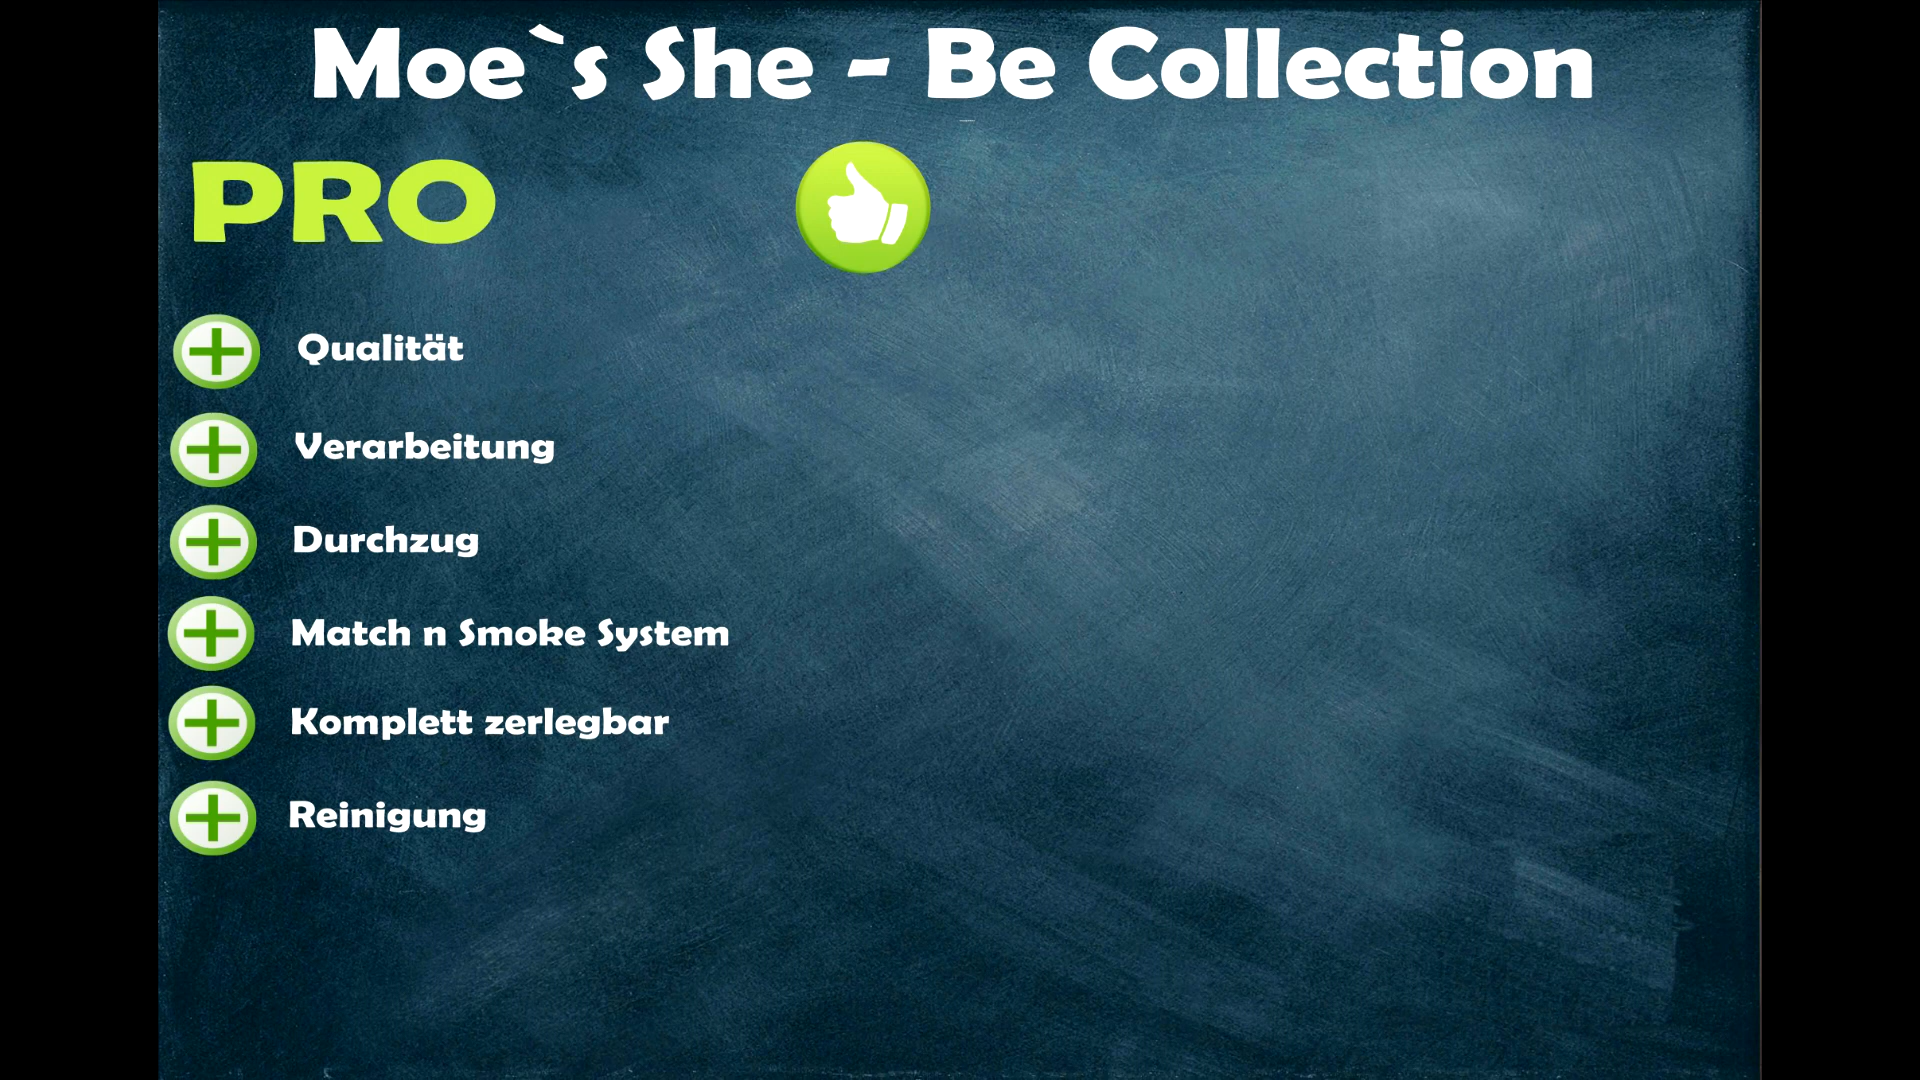 Moe`s She - Be Collection
PRO
Qualität
Verarbeitung
Durchzug
Match n Smoke System
Komplett zerlegbar
Reinigung